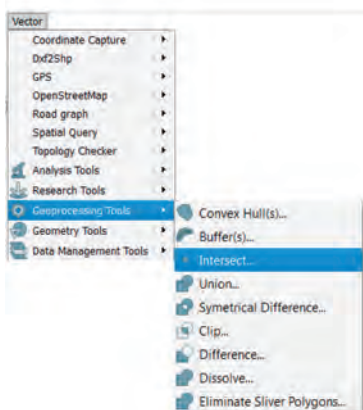 Vector
Coordinate Capture
Dxf2Shp
GPS
OpenStreetMap
Road graph
Spatial Query
Topology Checker
Analysis Tools
Research Tools
Geoprocessing Tools
Geometry Tools
Data Management Tools
Convex Hull(s)...
Buffer(s)...
Intersect...
Union...
Symetrical Difference...
Clip...
Difference...
Dissolve...
Eliminate Sliver Polygons...